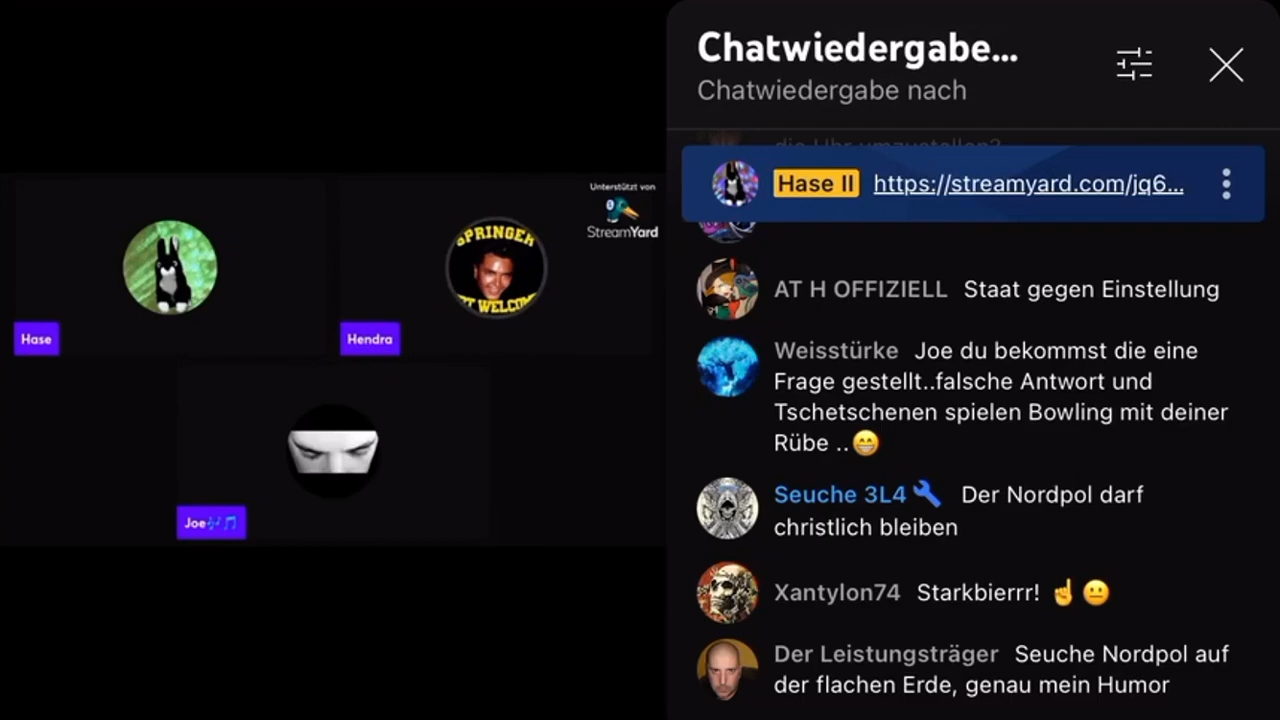 Chatwiedergabe...
Chatwiedergabe nach
die Uhr umzustellen?
Hase II https://streamyard.com/jq6...
AT H OFFIZIELL Staat gegen Einstellung
Weisstürke Joe du bekommst die eine
Frage gestellt..falsche Antwort und
Tschetschenen spielen Bowling mit deiner
Rübe ..😁
Seuche 3L4🔧 Der Nordpol darf
christlich bleiben
Xantylon74 Starkbierrr! ☝️😐
Der Leistungsträger Seuche Nordpol auf
der flachen Erde, genau mein Humor
Unterstützt von
StreamYard
SPRINGER
WELCOME
Hase
Hendra
Joe🎶🎵